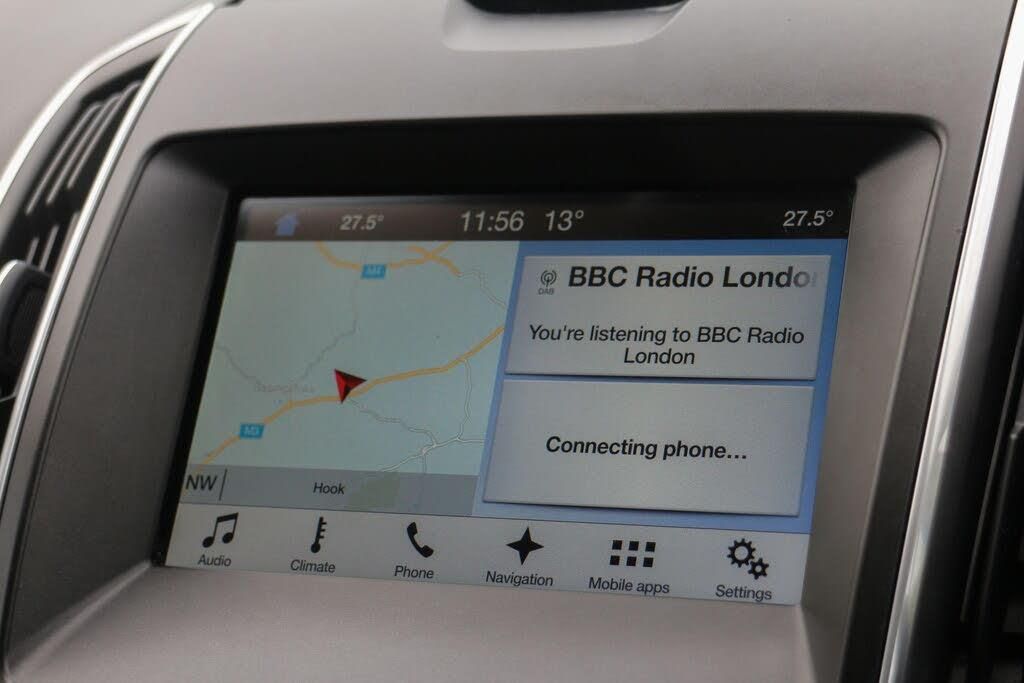 27.5° 11:56 13° 27.5°
M4
M3
NW Hook
DAB BBC Radio Londo
You're listening to BBC Radio
London
Connecting phone...
Audio Climate Phone Navigation Mobile apps Settings